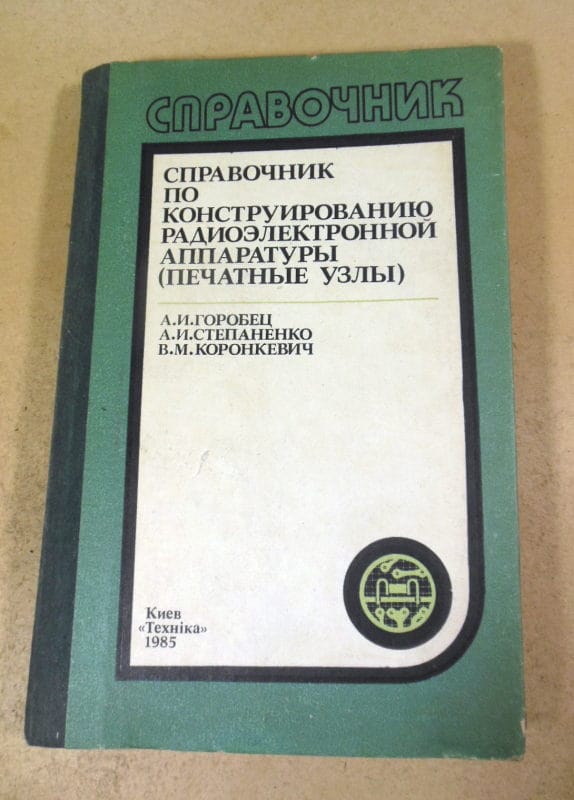 СПРАВОЧНИК
СПРАВОЧНИК
ПО
КОНСТРУИРОВАНИЮ
РАДИОЭЛЕКТРОННОЙ
АППАРАТУРЫ
(ПЕЧАТНЫЕ УЗЛЫ)
А.И.ГОРОБЕЦ
А.И.СТЕПАНЕНКО
В.М.КОРОНКЕВИЧ
Киев
«Техніка»
1985